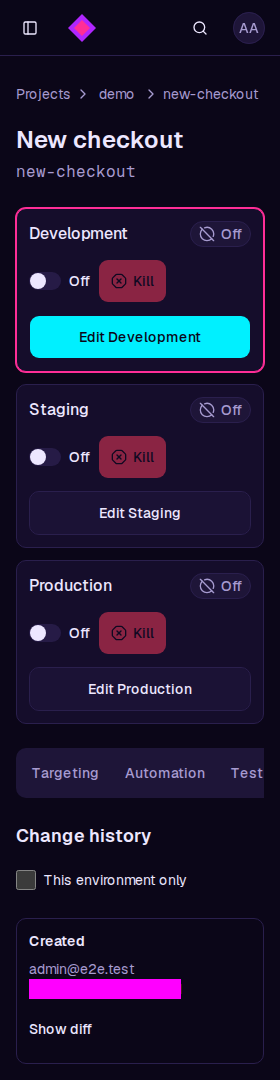 AA
Projects > demo > new-checkout
New checkout
new-checkout
Development Off
Off Kill
Edit Development
Staging Off
Off Kill
Edit Staging
Production Off
Off Kill
Edit Production
Targeting Automation Test
Change history
This environment only
Created
admin@e2e.test
Show diff